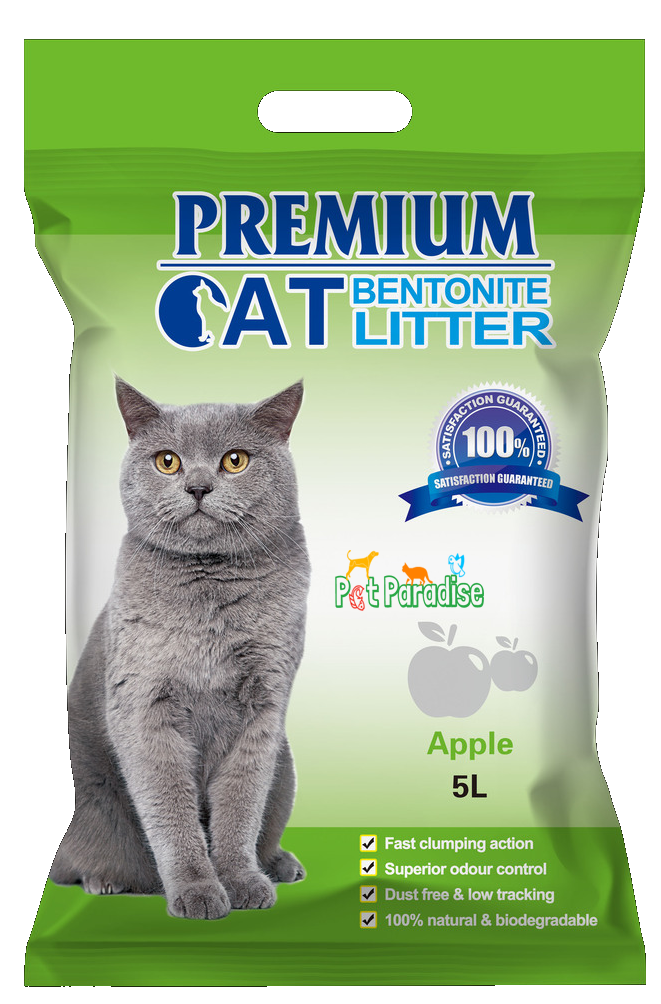 PREMIUM
CAT BENTONITE
LITTER
SATISFACTION GUARANTEED
100%
SATISFACTION GUARANTEED
Pet Paradise
Apple
5L
Fast clumping action
Superior odour control
Dust free & low tracking
100% natural & biodegradable